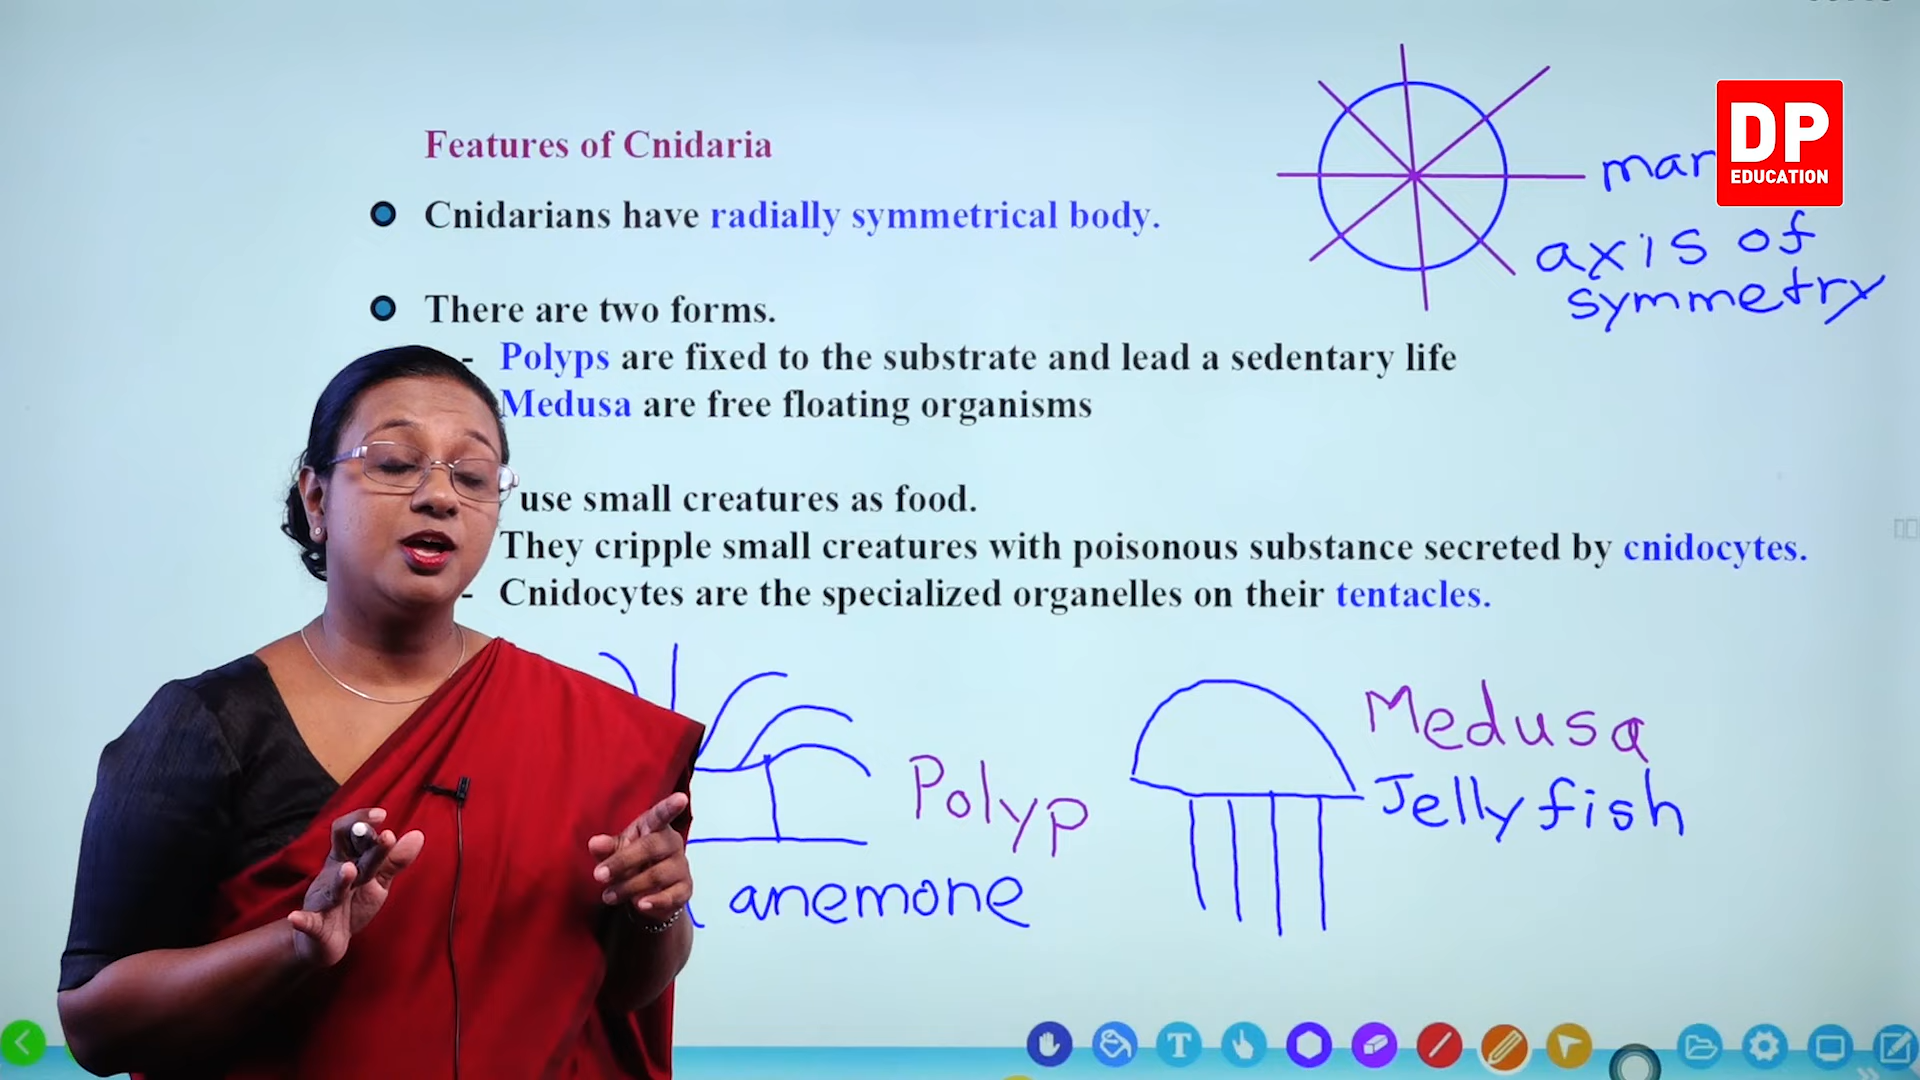 DP
EDUCATION
Features of Cnidaria
Cnidarians have radially symmetrical body.
axis of
symmetry
There are two forms.
- Polyps are fixed to the substrate and lead a sedentary life
Medusa are free floating organisms
use small creatures as food.
They cripple small creatures with poisonous substance secreted by cnidocytes.
- Cnidocytes are the specialized organelles on their tentacles.
Polyp
anemone
Medusa
Jellyfish